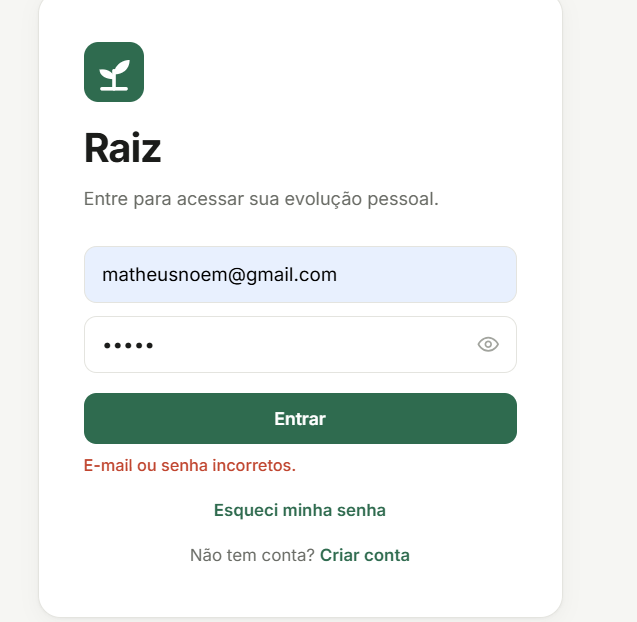 Raiz
Entre para acessar sua evolução pessoal.
matheusnoem@gmail.com
•••••
Entrar
E-mail ou senha incorretos.
Esqueci minha senha
Não tem conta? Criar conta